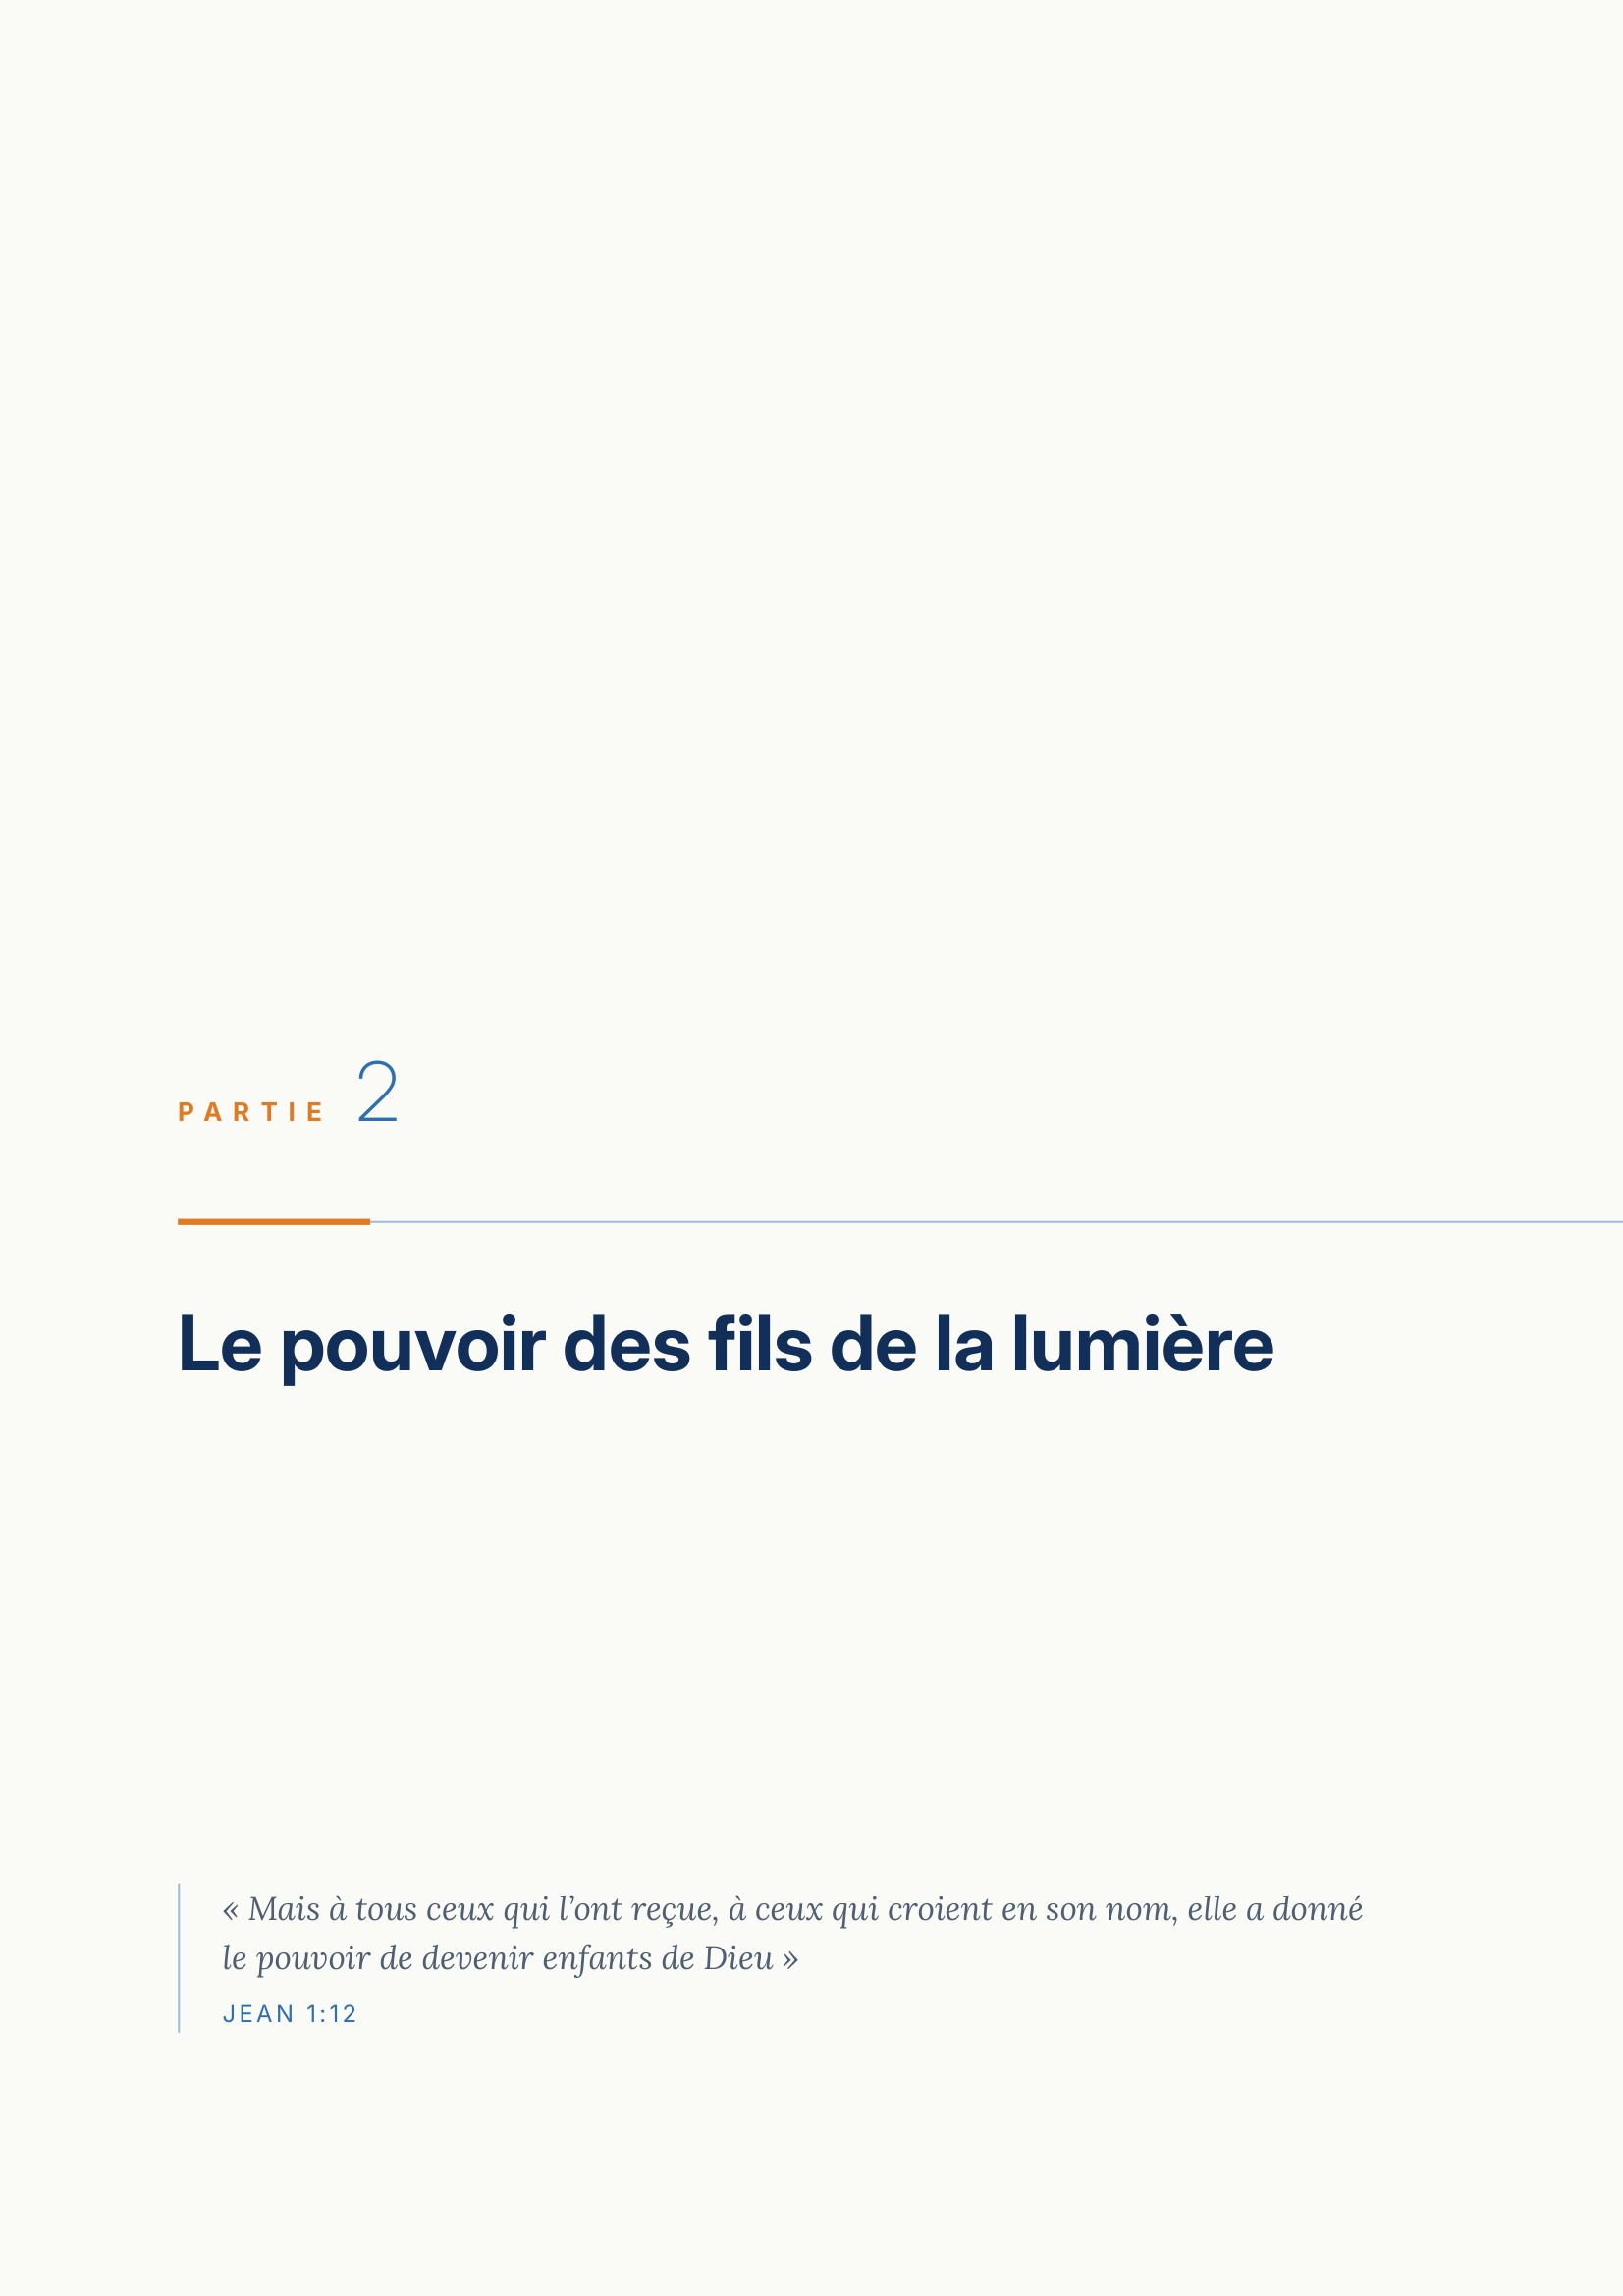 PARTIE 2
Le pouvoir des fils de la lumière
« Mais à tous ceux qui l’ont reçue, à ceux qui croient en son nom, elle a donné
le pouvoir de devenir enfants de Dieu »
JEAN 1:12